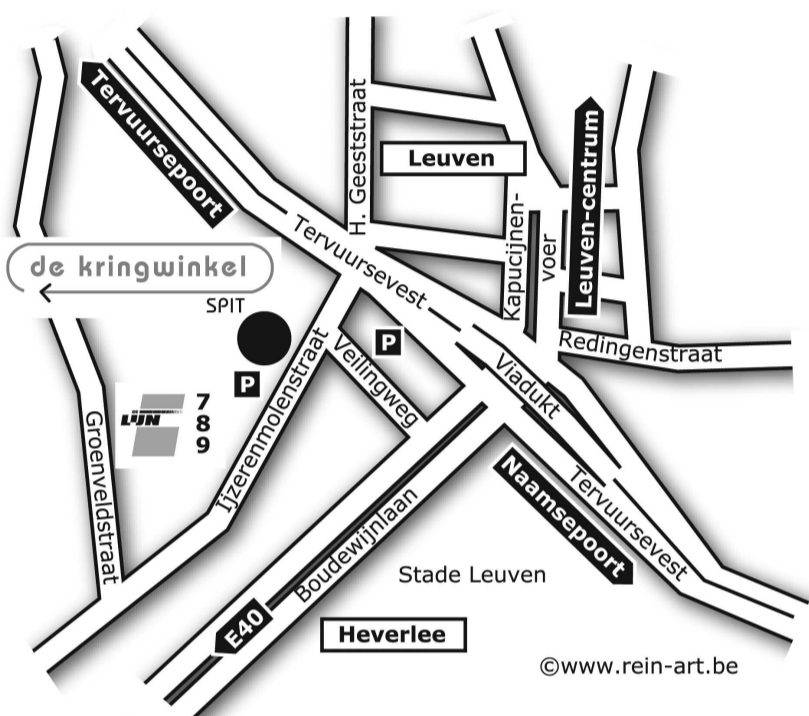 Tervuursepoort
H. Geeststraat
Leuven
Leuven-centrum
Kapucijnen-
voer
Tervuursevest
de kringwinkel
SPIT
P
P
Veilingweg
Viadukt
Redingenstraat
LIJN
7
8
9
Groenveldstraat
Ijzerenmolenstraat
Naamsepoort
Tervuursevest
Boudewijnlaan
Stade Leuven
E40
Heverlee
©www.rein-art.be